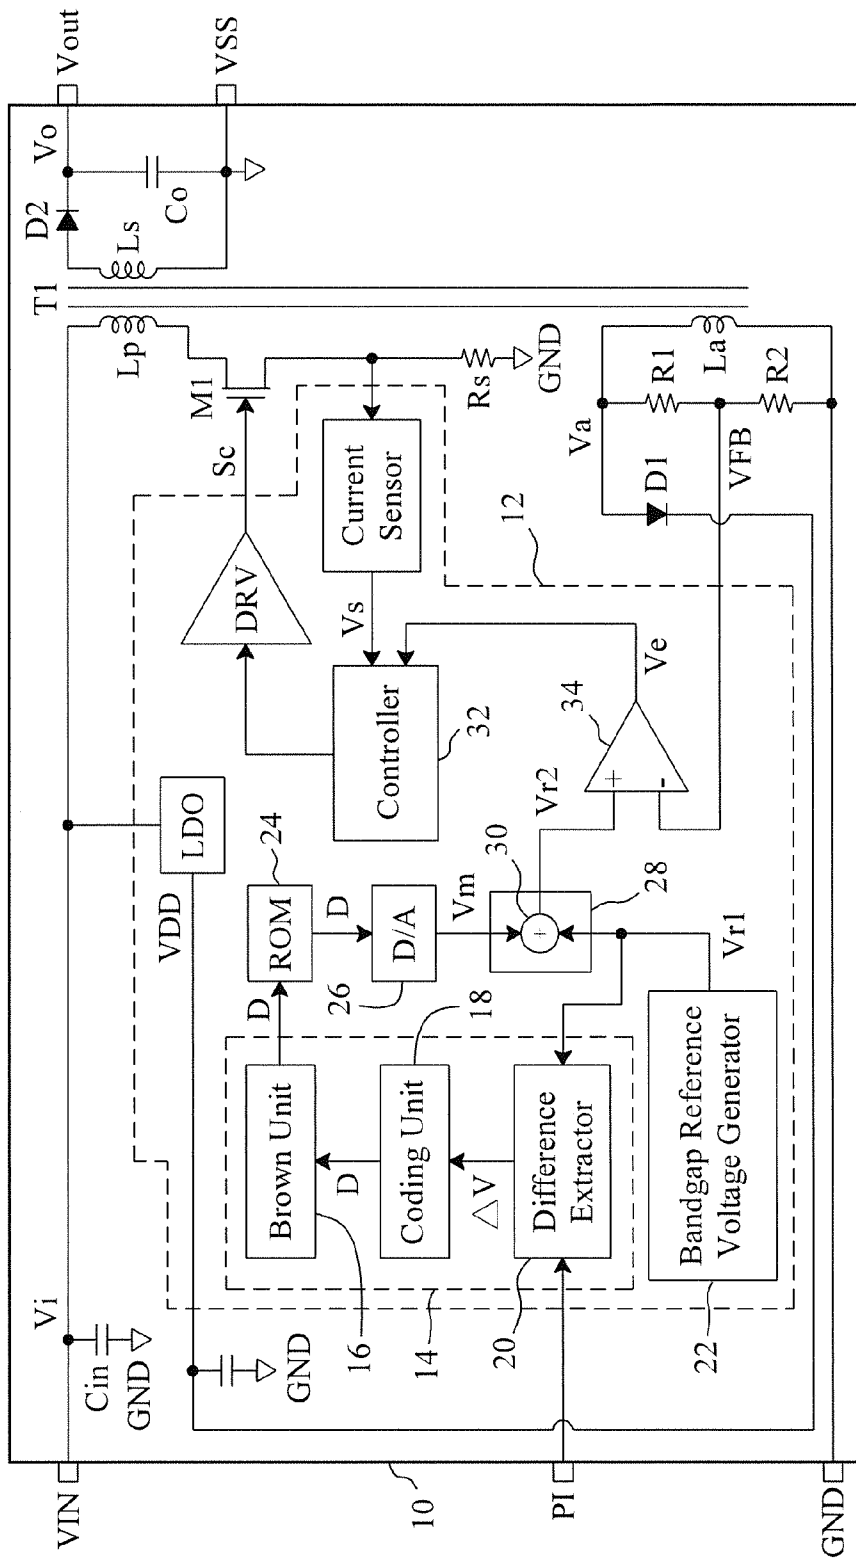 VIN
Vi
Cin
GND
GND
10
PI
GND
VDD
LDO
Brown Unit
16
D
Coding Unit
18
△V
Difference
Extractor
20
14
Bandgap Reference
Voltage Generator
22
D
ROM
24
D
D/A
26
Vm
30
28
Vr1
Vr2
+
+
-
34
Ve
Controller
32
Vs
Current
Sensor
DRV
Sc
M1
12
Rs
GND
Lp
T1
Ls
D2
Co
Vo
Vout
VSS
Va
D1
R1
VFB
R2
La